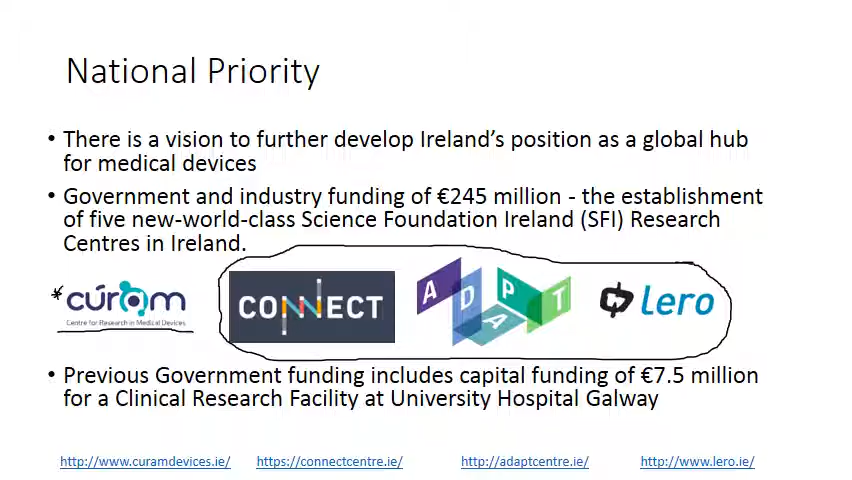 National Priority
• There is a vision to further develop Ireland's position as a global hub
for medical devices
• Government and industry funding of €245 million - the establishment
of five new-world-class Science Foundation Ireland (SFI) Research
Centres in Ireland.
* cúram CONNECT ADAPT Lero
Centre for Research in Medical Devices
• Previous Government funding includes capital funding of €7.5 million
for a Clinical Research Facility at University Hospital Galway
http://www.curamdevices.ie/ https://connectcentre.ie/ http://adaptcentre.ie/ http://www.lero.ie/